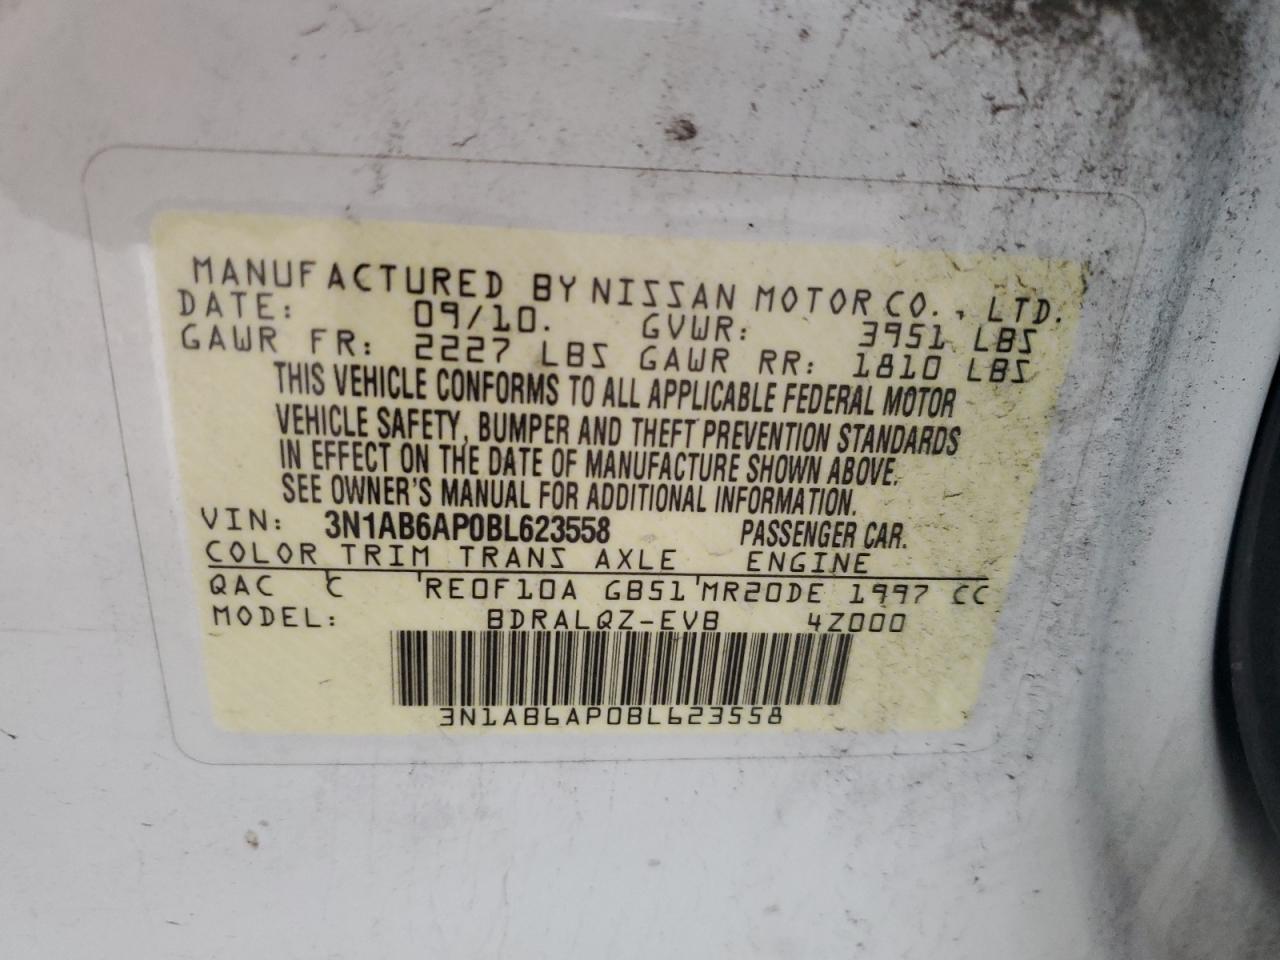 MANUFACTURED BY NISSAN MOTOR CO., LTD.
DATE: 09/10. GVWR: 3951 LBS
GAWR FR: 2227 LBS GAWR RR: 1810 LBS
THIS VEHICLE CONFORMS TO ALL APPLICABLE FEDERAL MOTOR
VEHICLE SAFETY, BUMPER AND THEFT PREVENTION STANDARDS
IN EFFECT ON THE DATE OF MANUFACTURE SHOWN ABOVE.
SEE OWNER'S MANUAL FOR ADDITIONAL INFORMATION.
VIN: 3N1AB6AP0BL623558 PASSENGER CAR.
COLOR TRIM TRANS AXLE ENGINE
QAC C RE0F10A GB51 MR20DE 1997 CC
MODEL: BDRALQZ-EVB 4Z000
3N1AB6AP0BL623558